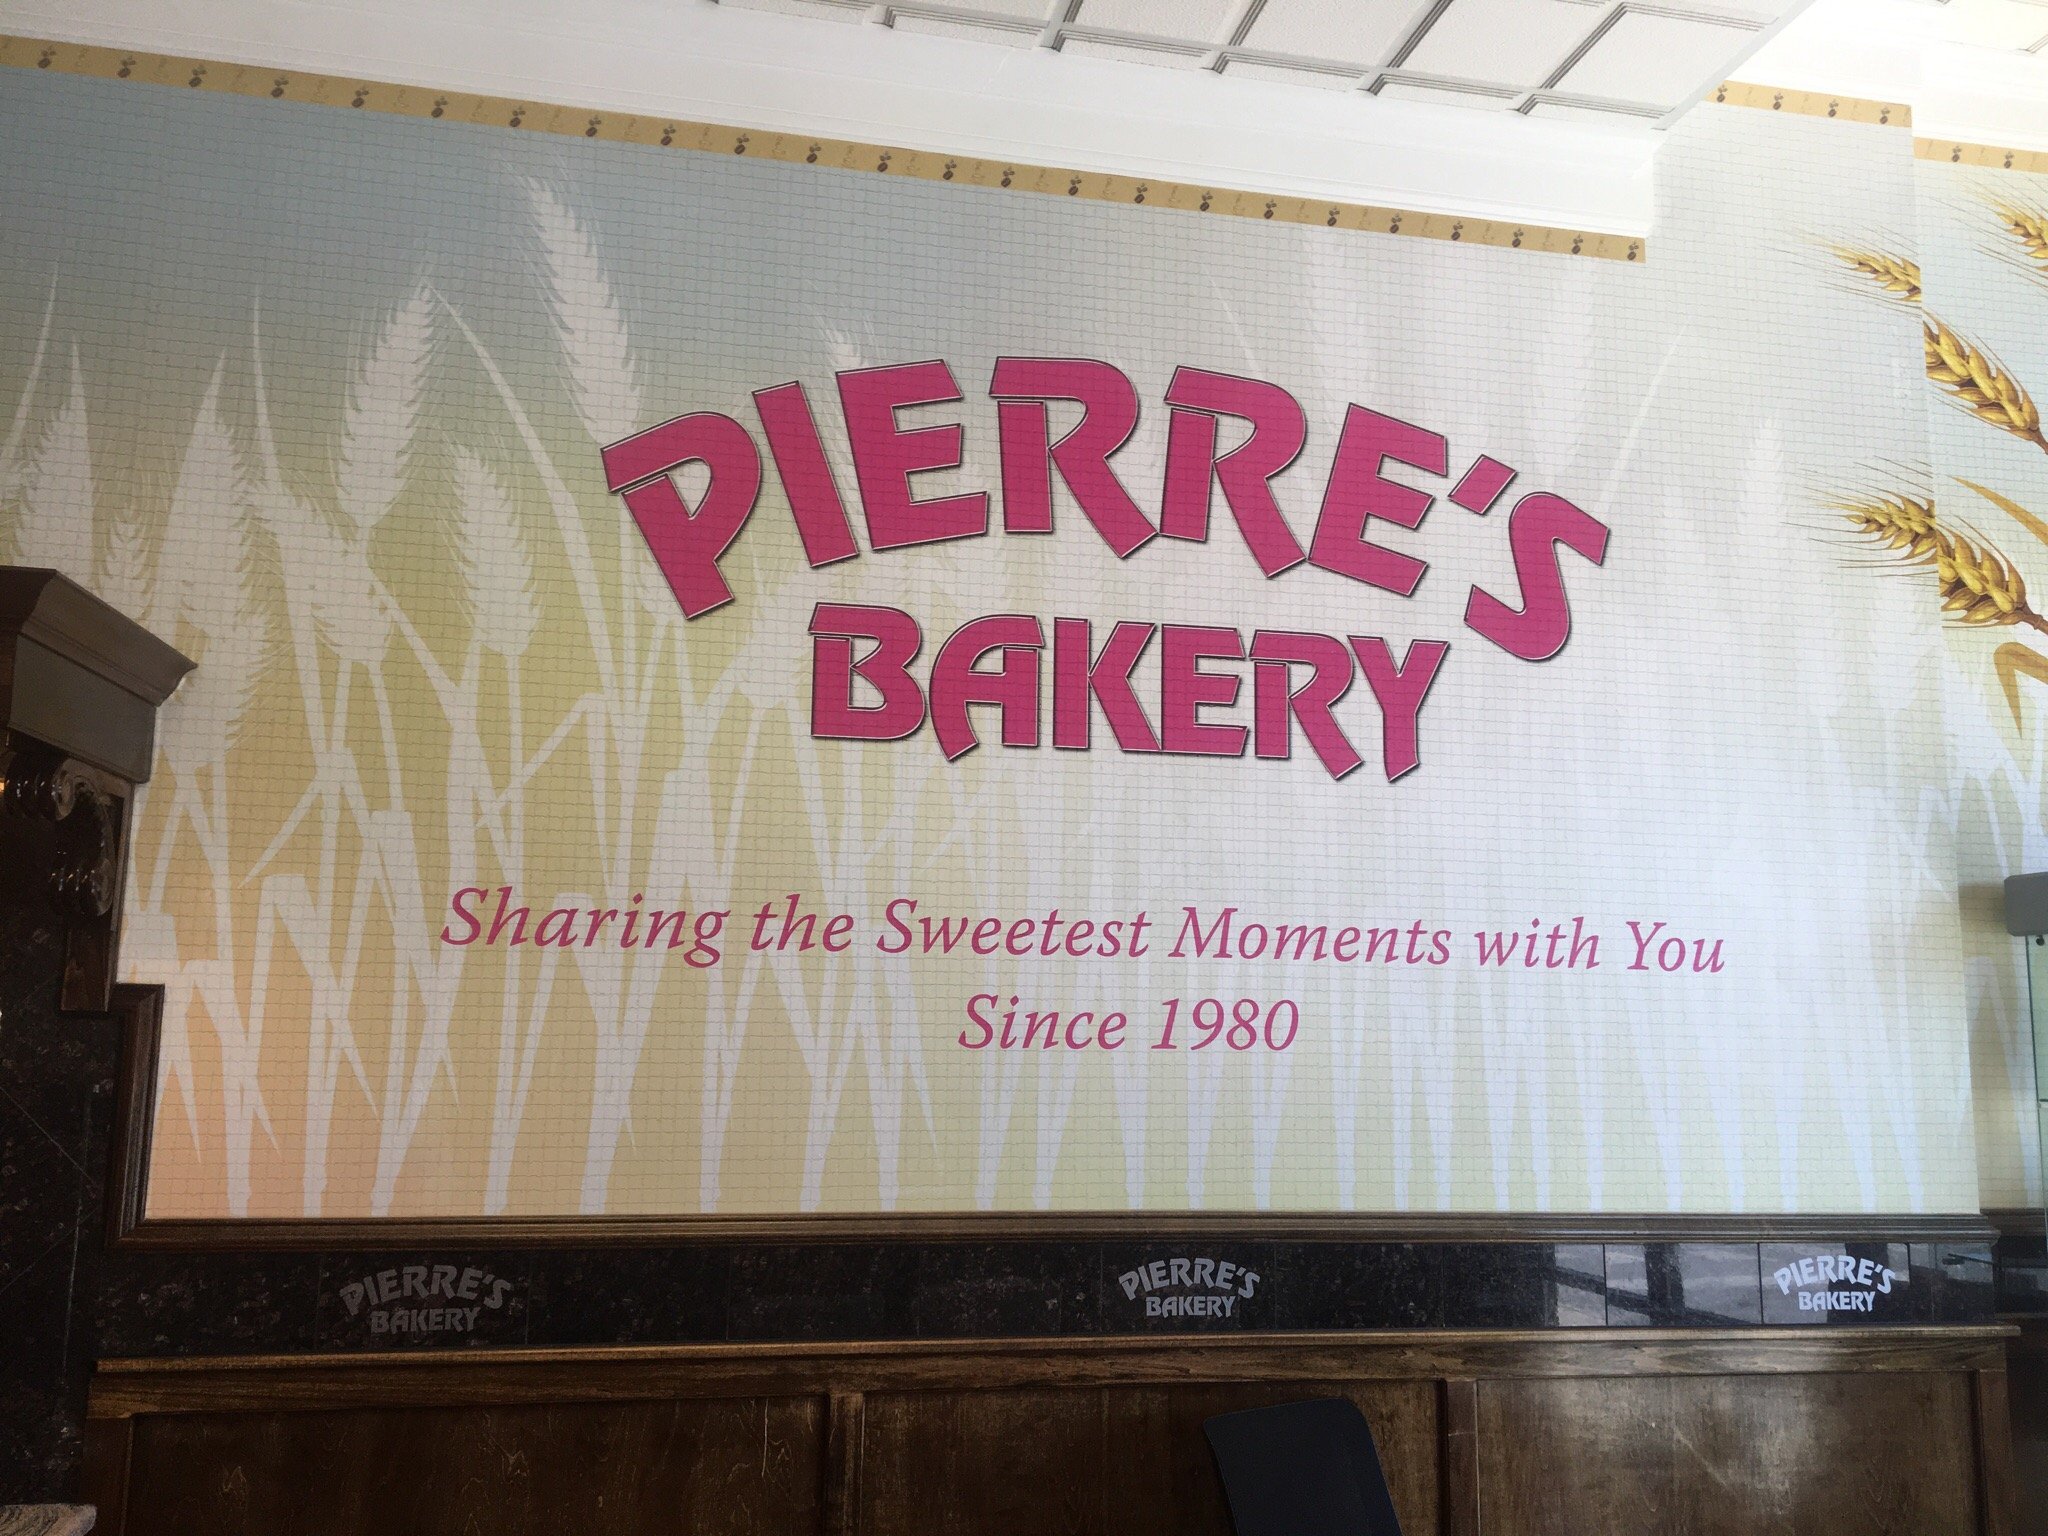 PIERRE'S
BAKERY
Sharing the Sweetest Moments with You
Since 1980
PIERRE'S
BAKERY
PIERRE'S
BAKERY
PIERRE'S
BAKERY